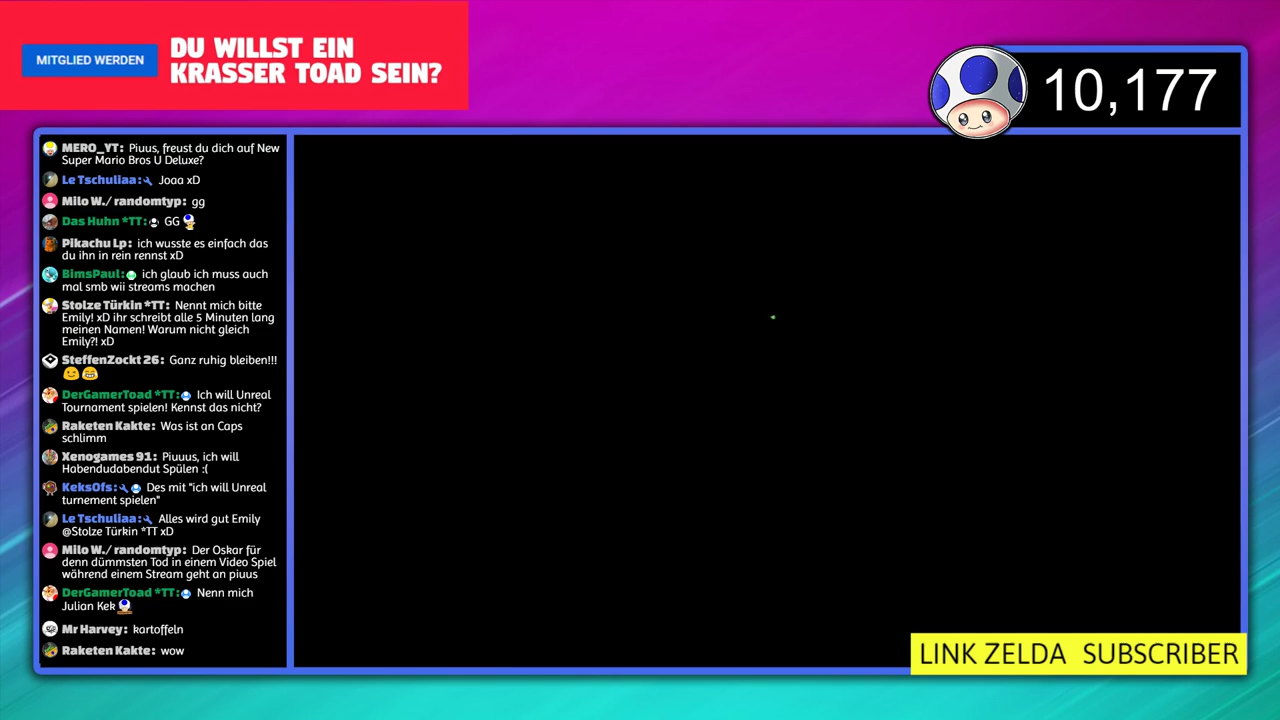 MITGLIED WERDEN
DU WILLST EIN
KRASSER TOAD SEIN?
10,177
MERO_YT: Piuus, freust du dich auf New
Super Mario Bros U Deluxe?
Le Tschuliaa: Joaa xD
Milo W./ randomtyp: gg
Das Huhn *TT: GG
Pikachu Lp: ich wusste es einfach das
du ihn in rein rennst xD
BimsPaul: ich glaub ich muss auch
mal smb wii streams machen
Stolze Türkin *TT: Nennt mich bitte
Emily! xD ihr schreibt alle 5 Minuten lang
meinen Namen! Warum nicht gleich
Emily?! xD
SteffenZockt 26: Ganz ruhig bleiben!!!
DerGamerToad *TT: Ich will Unreal
Tournament spielen! Kennst das nicht?
Raketen Kakte: Was ist an Caps
schlimm
Xenogames 91: Piuuus, ich will
Habendudabendut Spülen :(
KeksOfs: Des mit "ich will Unreal
turnement spielen"
Le Tschuliaa: Alles wird gut Emily
@Stolze Türkin *TT xD
Milo W./ randomtyp: Der Oskar für
denn dümmsten Tod in einem Video Spiel
während einem Stream geht an piuus
DerGamerToad *TT: Nenn mich
Julian Kek
Mr Harvey: kartoffeln
Raketen Kakte: wow
LINK ZELDA SUBSCRIBER